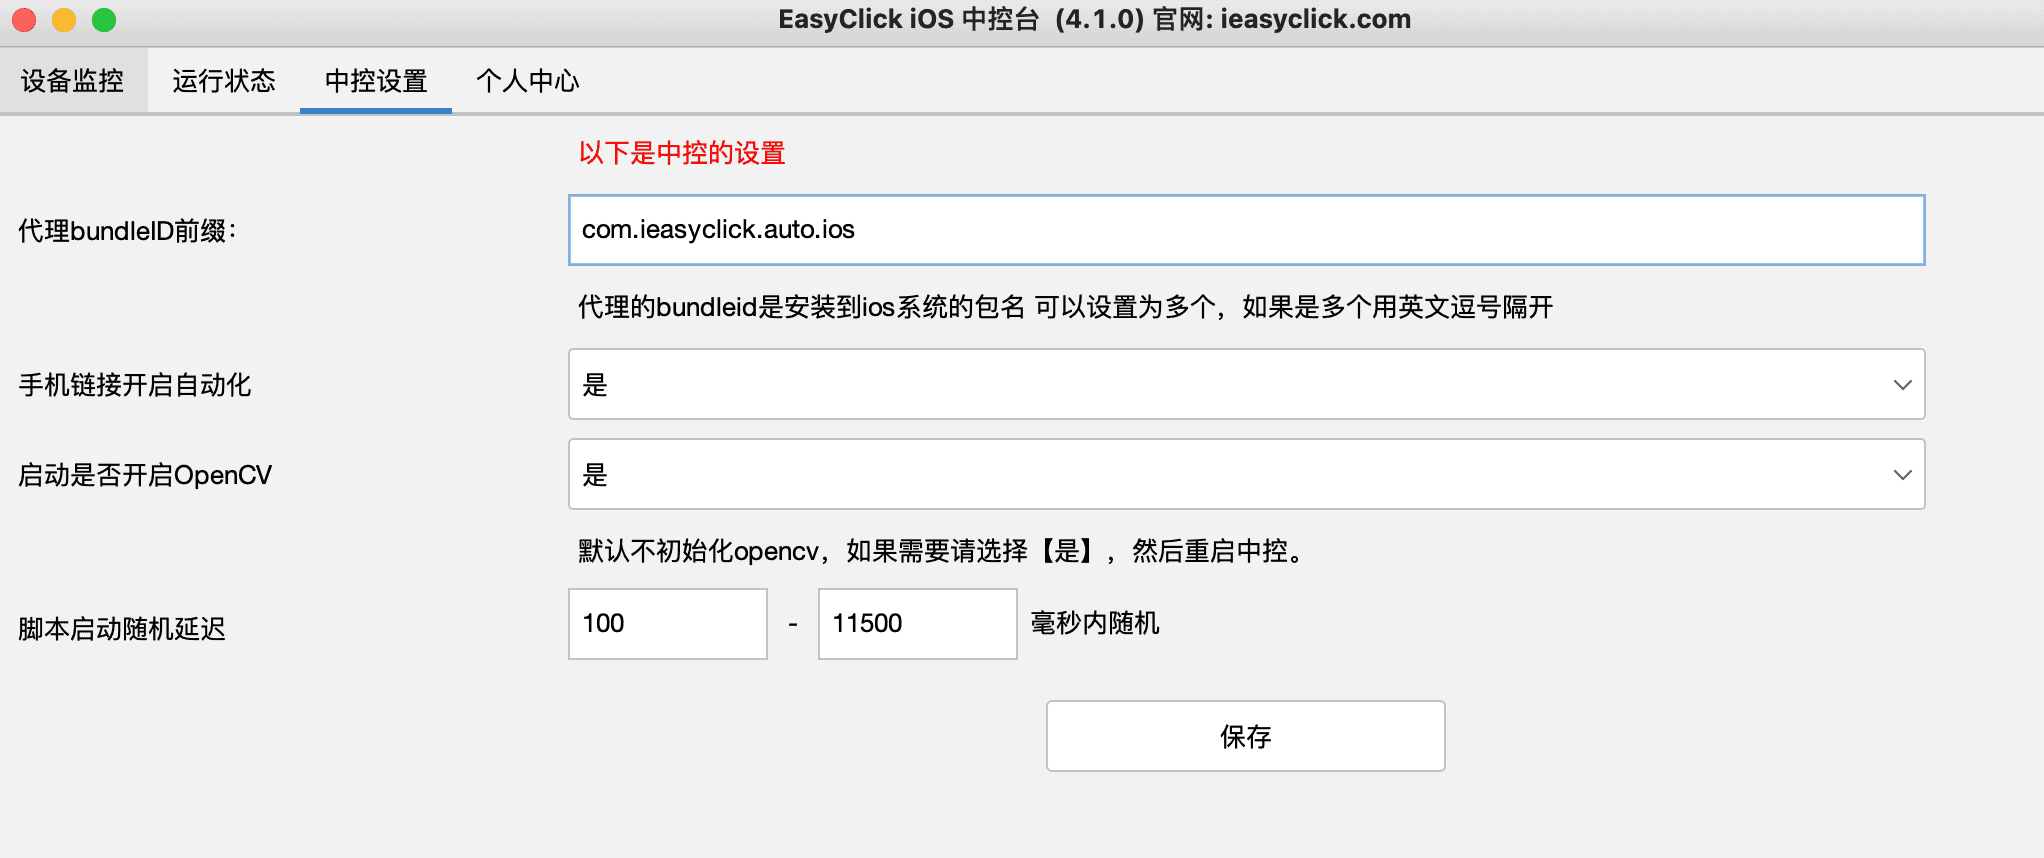 EasyClick iOS 中控台 (4.1.0) 官网: ieasyclick.com
设备监控 运行状态 中控设置 个人中心
以下是中控的设置
代理bundleID前缀: com.ieasyclick.auto.ios
代理的bundleid是安装到ios系统的包名 可以设置为多个，如果是多个用英文逗号隔开
手机链接开启自动化 是
启动是否开启OpenCV 是
默认不初始化opencv，如果需要请选择【是】，然后重启中控。
脚本启动随机延迟 100 - 11500 毫秒内随机
保存